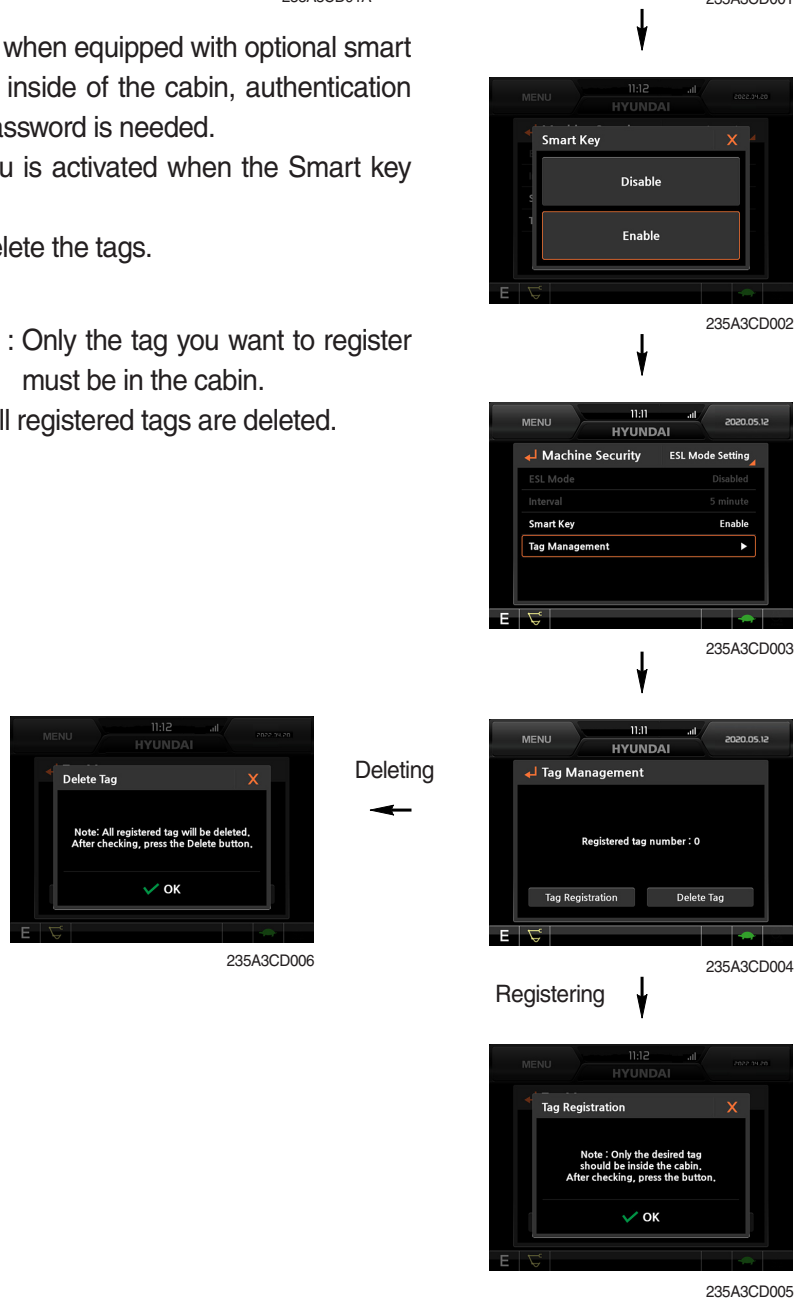 235A3CD001
when equipped with optional smart
inside of the cabin, authentication
assword is needed.
u is activated when the Smart key
elete the tags.
: Only the tag you want to register
must be in the cabin.
ll registered tags are deleted.
11:12
MENU
HYUNDAI
Smart Key X
Disable
Enable
E
235A3CD002
11:11
MENU 2020.05.12
HYUNDAI
Machine Security ESL Mode Setting
ESL Mode Disabled
Interval 5 minute
Smart Key Enable
Tag Management
E
235A3CD003
11:11
MENU 2020.05.12
HYUNDAI
Tag Management
Registered tag number : 0
Tag Registration Delete Tag
E
235A3CD004
Deleting
11:12
MENU
HYUNDAI
Delete Tag X
Note: All registered tag will be deleted.
After checking, press the Delete button.
OK
E
235A3CD006
Registering
11:12
MENU
HYUNDAI
Tag Registration X
Note : Only the desired tag
should be inside the cabin.
After checking, press the button.
OK
E
235A3CD005